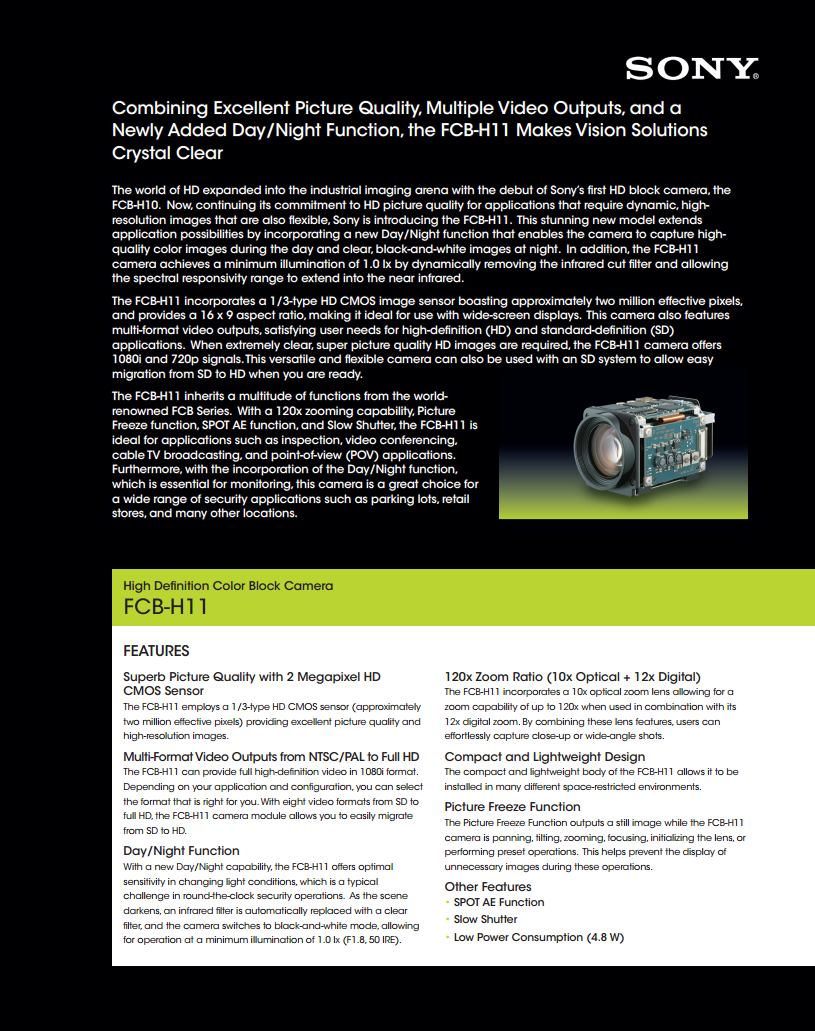 SONY®
Combining Excellent Picture Quality, Multiple Video Outputs, and a
Newly Added Day/Night Function, the FCB-H11 Makes Vision Solutions
Crystal Clear
The world of HD expanded into the industrial imaging arena with the debut of Sony's first HD block camera, the
FCB-H10. Now, continuing its commitment to HD picture quality for applications that require dynamic, high-
resolution images that are also flexible, Sony is introducing the FCB-H11. This stunning new model extends
application possibilities by incorporating a new Day/Night function that enables the camera to capture high-
quality color images during the day and clear, black-and-white images at night. In addition, the FCB-H11
camera achieves a minimum illumination of 1.0 lx by dynamically removing the infrared cut filter and allowing
the spectral responsivity range to extend into the near infrared.
The FCB-H11 incorporates a 1/3-type HD CMOS image sensor boasting approximately two million effective pixels,
and provides a 16 x 9 aspect ratio, making it ideal for use with wide-screen displays. This camera also features
multi-format video outputs, satisfying user needs for high-definition (HD) and standard-definition (SD)
applications. When extremely clear, super picture quality HD images are required, the FCB-H11 camera offers
1080i and 720p signals. This versatile and flexible camera can also be used with an SD system to allow easy
migration from SD to HD when you are ready.
The FCB-H11 inherits a multitude of functions from the world-
renowned FCB Series. With a 120x zooming capability, Picture
Freeze function, SPOT AE function, and Slow Shutter, the FCB-H11 is
ideal for applications such as inspection, video conferencing,
cable TV broadcasting, and point-of-view (POV) applications.
Furthermore, with the incorporation of the Day/Night function,
which is essential for monitoring, this camera is a great choice for
a wide range of security applications such as parking lots, retail
stores, and many other locations.
High Definition Color Block Camera
FCB-H11
FEATURES
Superb Picture Quality with 2 Megapixel HD
CMOS Sensor
The FCB-H11 employs a 1/3-type HD CMOS sensor (approximately
two million effective pixels) providing excellent picture quality and
high-resolution images.
Multi-Format Video Outputs from NTSC/PAL to Full HD
The FCB-H11 can provide full high-definition video in 1080i format.
Depending on your application and configuration, you can select
the format that is right for you. With eight video formats from SD to
full HD, the FCB-H11 camera module allows you to easily migrate
from SD to HD.
Day/Night Function
With a new Day/Night capability, the FCB-H11 offers optimal
sensitivity in changing light conditions, which is a typical
challenge in round-the-clock security operations. As the scene
darkens, an infrared filter is automatically replaced with a clear
filter, and the camera switches to black-and-white mode, allowing
for operation at a minimum illumination of 1.0 lx (F1.8, 50 IRE).
120x Zoom Ratio (10x Optical + 12x Digital)
The FCB-H11 incorporates a 10x optical zoom lens allowing for a
zoom capability of up to 120x when used in combination with its
12x digital zoom. By combining these lens features, users can
effortlessly capture close-up or wide-angle shots.
Compact and Lightweight Design
The compact and lightweight body of the FCB-H11 allows it to be
installed in many different space-restricted environments.
Picture Freeze Function
The Picture Freeze Function outputs a still image while the FCB-H11
camera is panning, tilting, zooming, focusing, initializing the lens, or
performing preset operations. This helps prevent the display of
unnecessary images during these operations.
Other Features
• SPOT AE Function
• Slow Shutter
• Low Power Consumption (4.8 W)